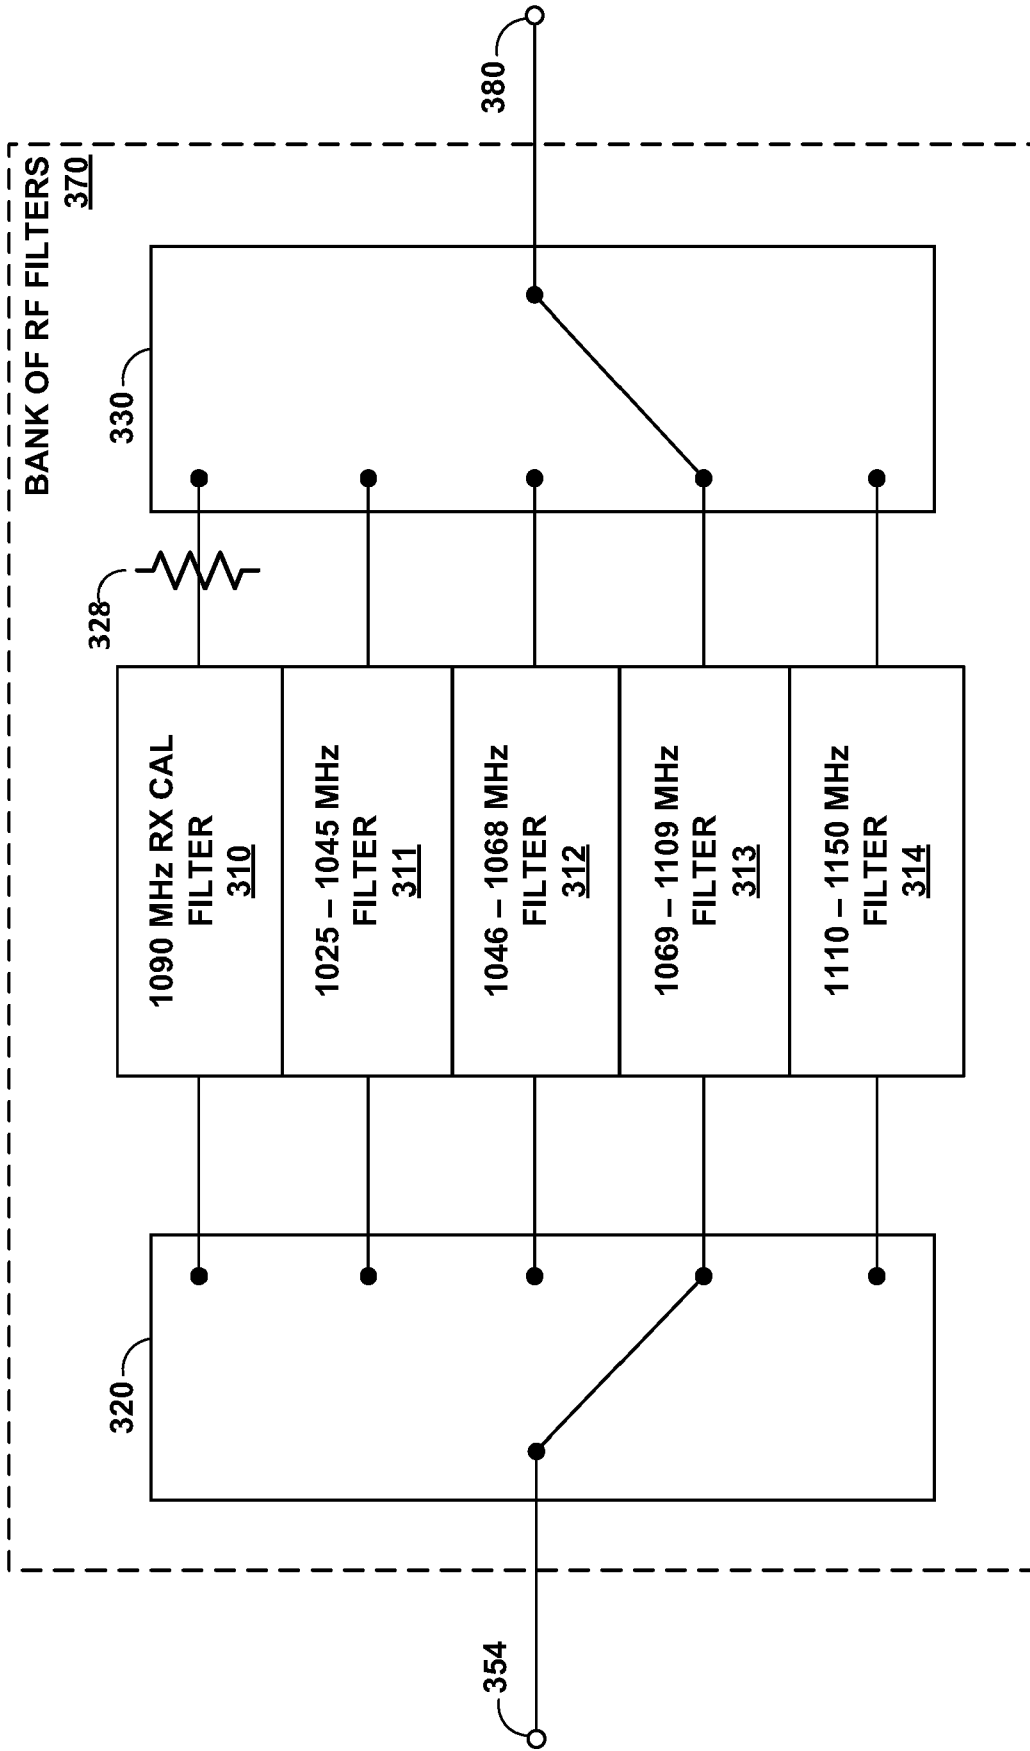 BANK OF RF FILTERS
370
320
330
328
1090 MHz RX CAL
FILTER
310
1025 – 1045 MHz
FILTER
311
1046 – 1068 MHz
FILTER
312
1069 – 1109 MHz
FILTER
313
1110 – 1150 MHz
FILTER
314
354
380